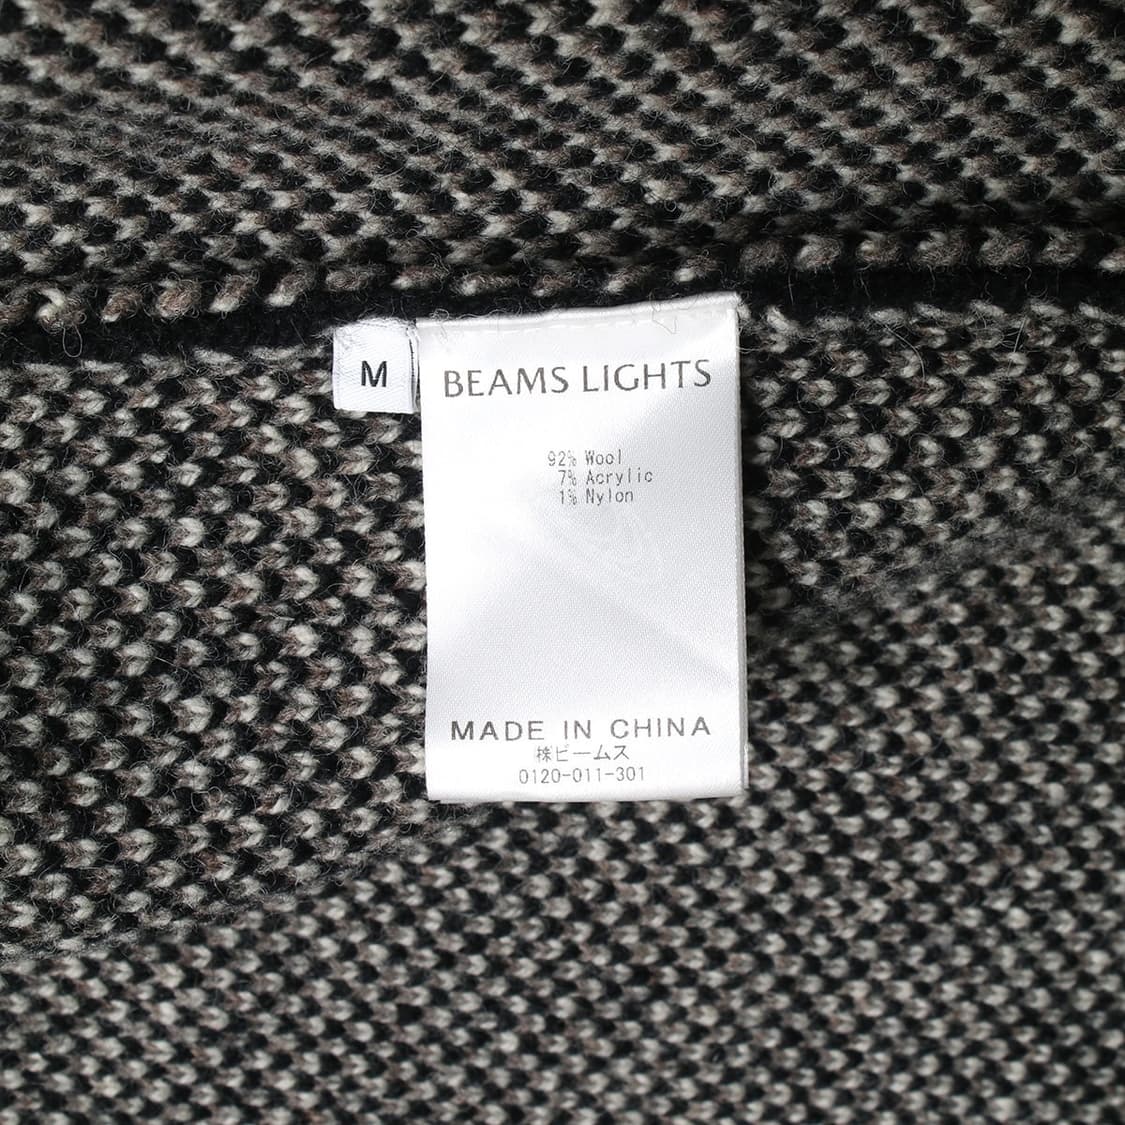 M
BEAMS LIGHTS
92% Wool
7% Acrylic
1% Nylon
MADE IN CHINA
㈱ビームス
0120-011-301